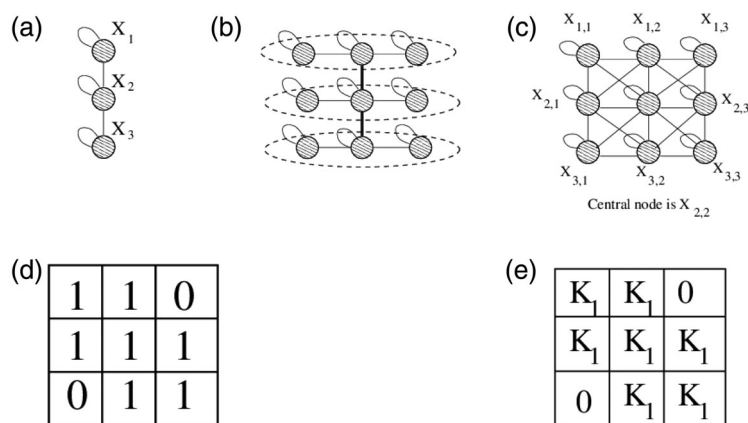 (a)
X1
X2
X3
(b)
(c)
X1,1 X1,2 X1,3
X2,1 X2,3
X3,1 X3,2 X3,3
Central node is X 2,2
(d)
1 1 0
1 1 1
0 1 1
(e)
K1 K1 0
K1 K1 K1
0 K1 K1